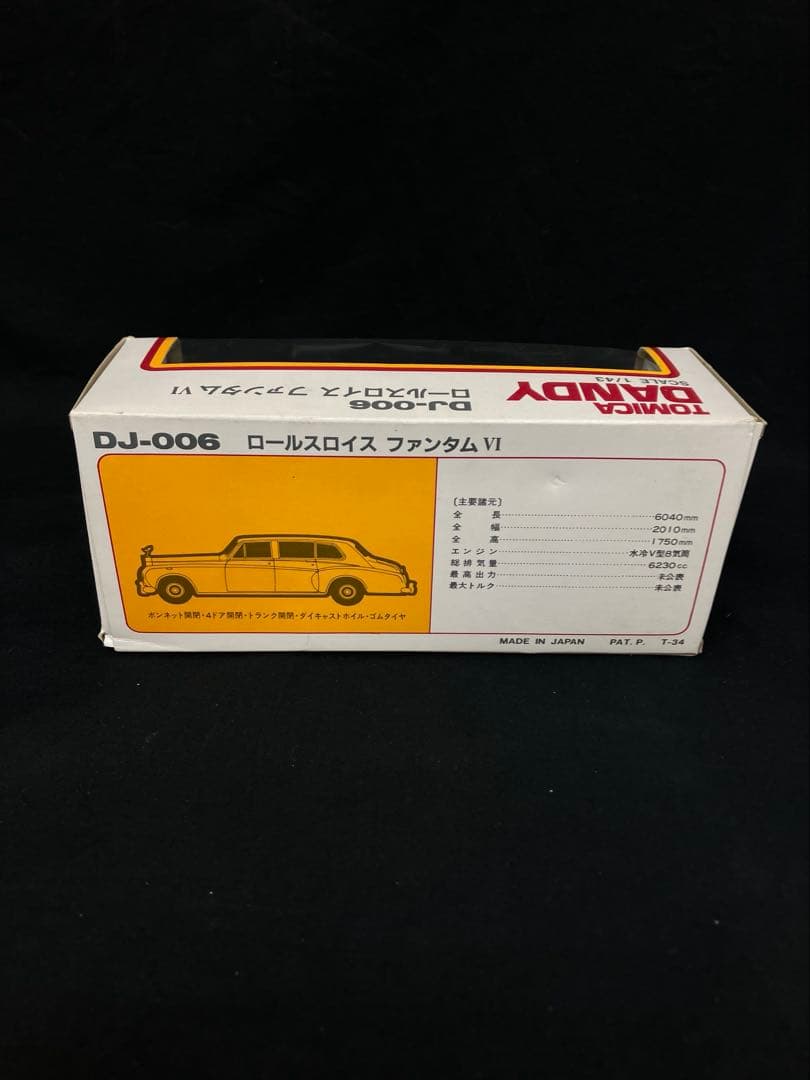 TOMICA
DANDY
SCALE 1/43
DJ-006
ロールスロイス ファンタム VI
DJ-006 ロールスロイス ファンタム VI
〔主要諸元〕
全長 6040mm
全幅 2010mm
全高 1750mm
エンジン 水冷V型8気筒
総排気量 6230cc
最高出力 未公表
最大トルク 未公表
ボンネット開閉・4ドア開閉・トランク開閉・ダイキャストホイル・ゴムタイヤ
MADE IN JAPAN PAT. P. T-34